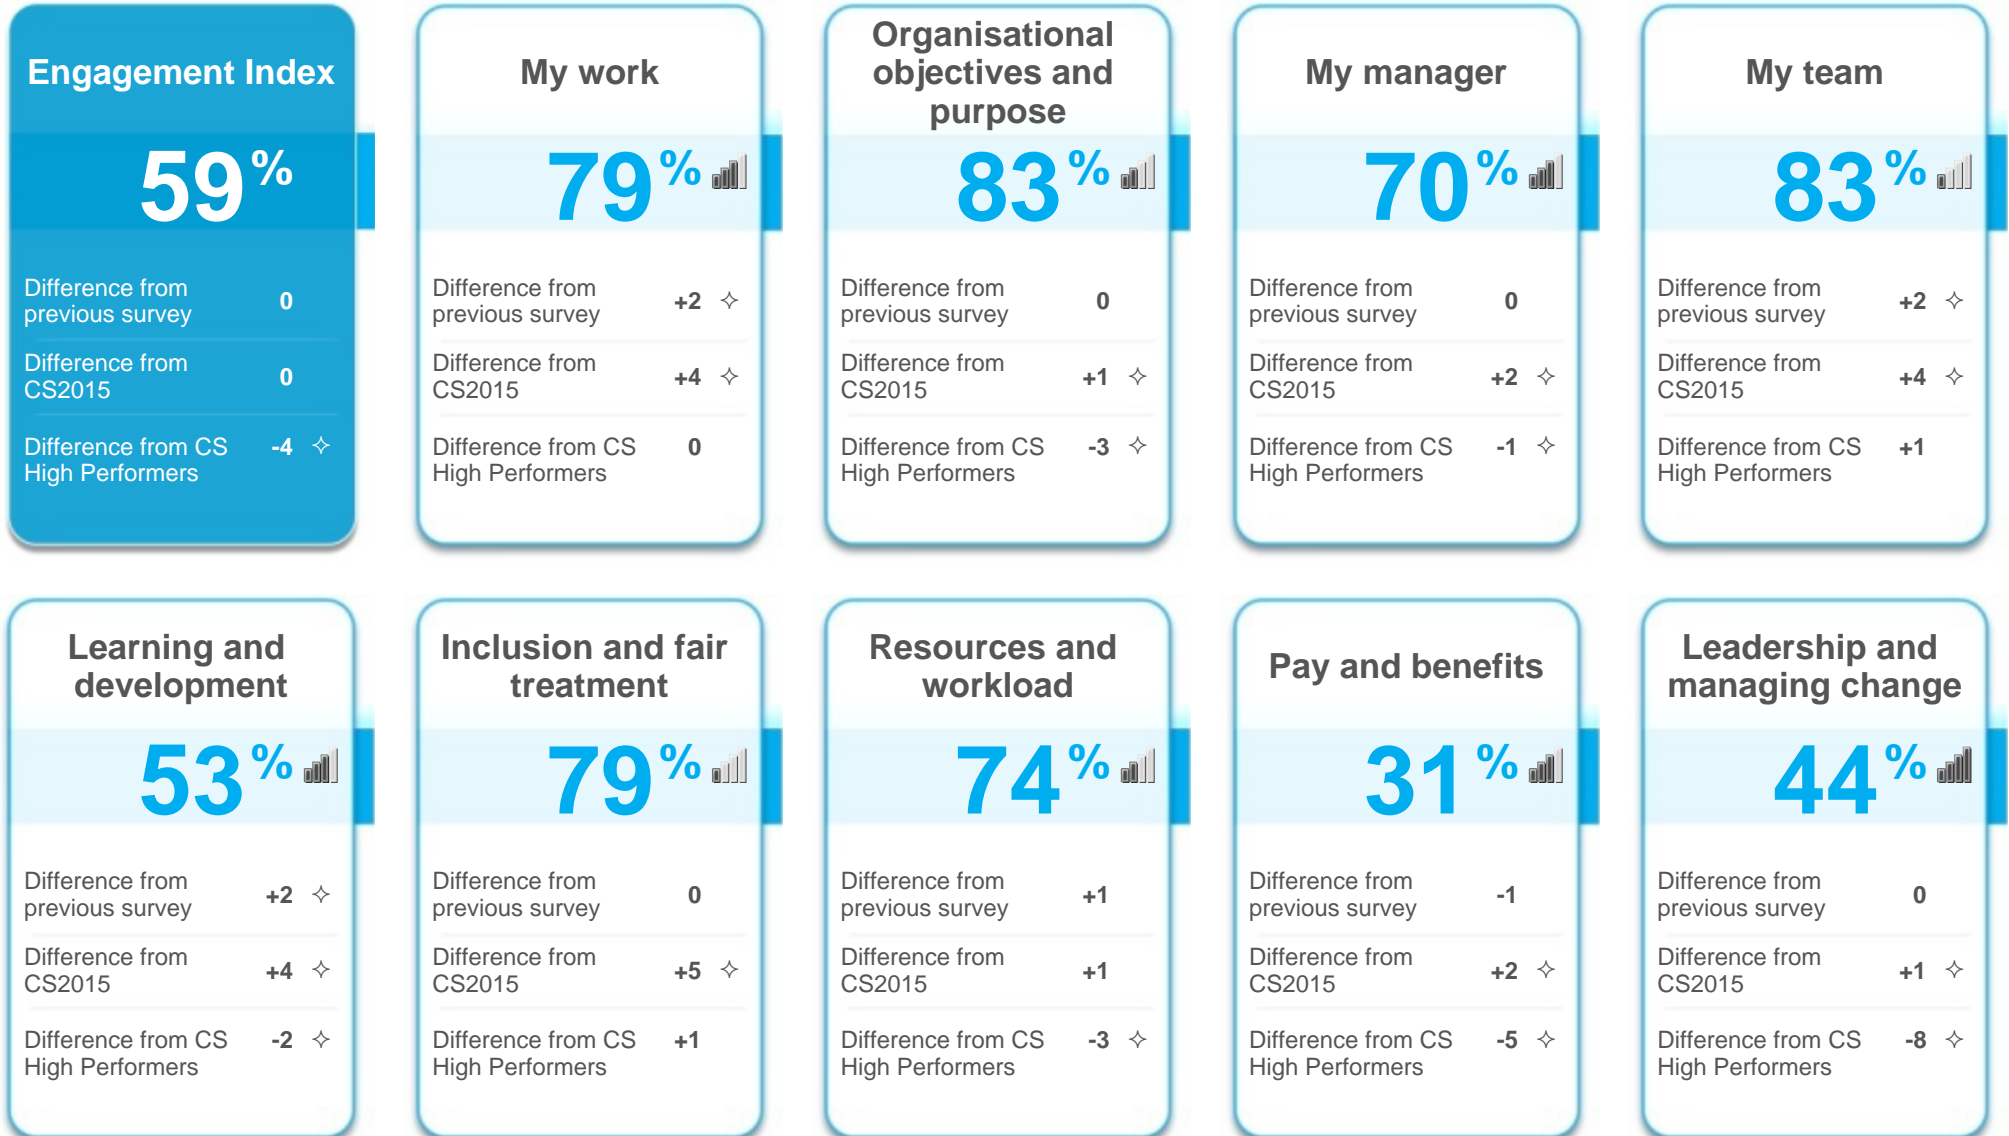 Engagement Index
59%
Difference from
previous survey
0
Difference from
CS2015
0
Difference from CS
High Performers
-4 ✧
My work
79%
Difference from
previous survey
+2 ✧
Difference from
CS2015
+4 ✧
Difference from CS
High Performers
0
Organisational
objectives and
purpose
83%
Difference from
previous survey
0
Difference from
CS2015
+1 ✧
Difference from CS
High Performers
-3 ✧
My manager
70%
Difference from
previous survey
0
Difference from
CS2015
+2 ✧
Difference from CS
High Performers
-1 ✧
My team
83%
Difference from
previous survey
+2 ✧
Difference from
CS2015
+4 ✧
Difference from CS
High Performers
+1
Learning and
development
53%
Difference from
previous survey
+2 ✧
Difference from
CS2015
+4 ✧
Difference from CS
High Performers
-2 ✧
Inclusion and fair
treatment
79%
Difference from
previous survey
0
Difference from
CS2015
+5 ✧
Difference from CS
High Performers
+1
Resources and
workload
74%
Difference from
previous survey
+1
Difference from
CS2015
+1
Difference from CS
High Performers
-3 ✧
Pay and benefits
31%
Difference from
previous survey
-1
Difference from
CS2015
+2 ✧
Difference from CS
High Performers
-5 ✧
Leadership and
managing change
44%
Difference from
previous survey
0
Difference from
CS2015
+1 ✧
Difference from CS
High Performers
-8 ✧